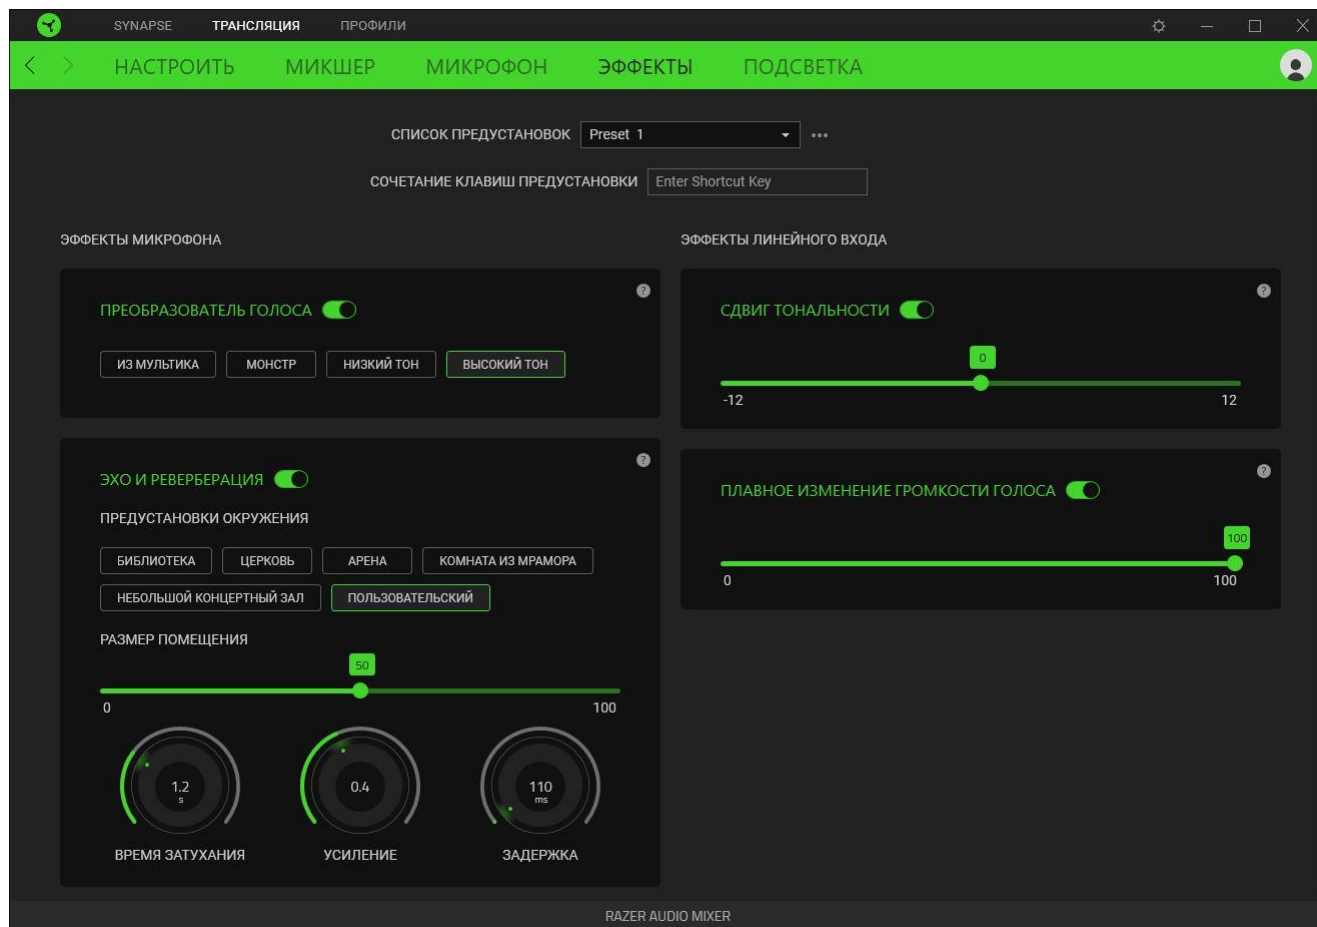 SYNAPSE ТРАНСЛЯЦИЯ ПРОФИЛИ
НАСТРОИТЬ МИКШЕР МИКРОФОН ЭФФЕКТЫ ПОДСВЕТКА
СПИСОК ПРЕДУСТАНОВОК Preset 1
СОЧЕТАНИЕ КЛАВИШ ПРЕДУСТАНОВКИ Enter Shortcut Key
ЭФФЕКТЫ МИКРОФОНА
ПРЕОБРАЗОВАТЕЛЬ ГОЛОСА
?
ИЗ МУЛЬТИКА МОНСТР НИЗКИЙ ТОН ВЫСОКИЙ ТОН
ЭХО И РЕВЕРБЕРАЦИЯ
?
ПРЕДУСТАНОВКИ ОКРУЖЕНИЯ
БИБЛИОТЕКА ЦЕРКОВЬ АРЕНА КОМНАТА ИЗ МРАМОРА
НЕБОЛЬШОЙ КОНЦЕРТНЫЙ ЗАЛ ПОЛЬЗОВАТЕЛЬСКИЙ
РАЗМЕР ПОМЕЩЕНИЯ
50
0 100
1.2 0.4 110
s ms
ВРЕМЯ ЗАТУХАНИЯ УСИЛЕНИЕ ЗАДЕРЖКА
ЭФФЕКТЫ ЛИНЕЙНОГО ВХОДА
?
СДВИГ ТОНАЛЬНОСТИ
0
-12 12
?
ПЛАВНОЕ ИЗМЕНЕНИЕ ГРОМКОСТИ ГОЛОСА
100
0 100
RAZER AUDIO MIXER